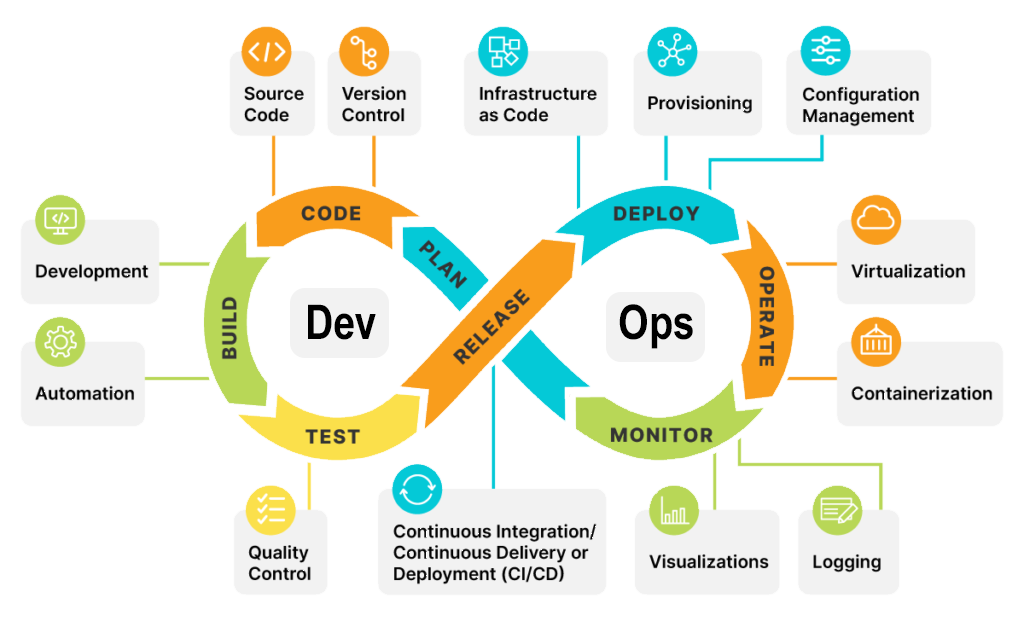 Source
Code
Version
Control
Infrastructure
as Code
Provisioning
Configuration
Management
CODE
DEPLOY
PLAN
Development
BUILD
Dev
RELEASE
Ops
OPERATE
Virtualization
Automation
Containerization
TEST
MONITOR
Quality
Control
Continuous Integration/
Continuous Delivery or
Deployment (CI/CD)
Visualizations
Logging